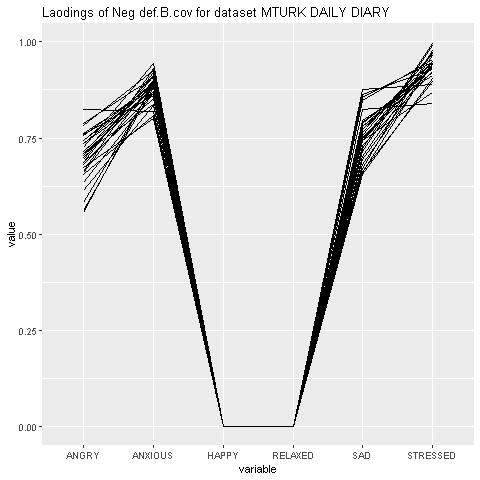 Laodings of Neg def.B.cov for dataset MTURK DAILY DIARY
1.00
0.75
0.50
0.25
0.00
value
ANGRY ANXIOUS HAPPY RELAXED SAD STRESSED
variable